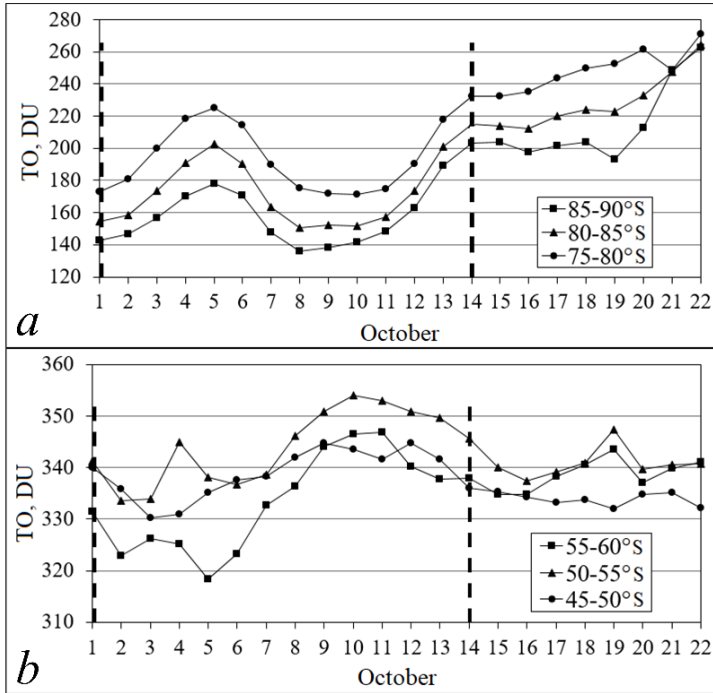 280
260
240
220
200
180
160
140
120
TO, DU
85-90°S
80-85°S
75-80°S
1 2 3 4 5 6 7 8 9 10 11 12 13 14 15 16 17 18 19 20 21 22
October
a
360
350
340
330
320
310
TO, DU
55-60°S
50-55°S
45-50°S
1 2 3 4 5 6 7 8 9 10 11 12 13 14 15 16 17 18 19 20 21 22
October
b